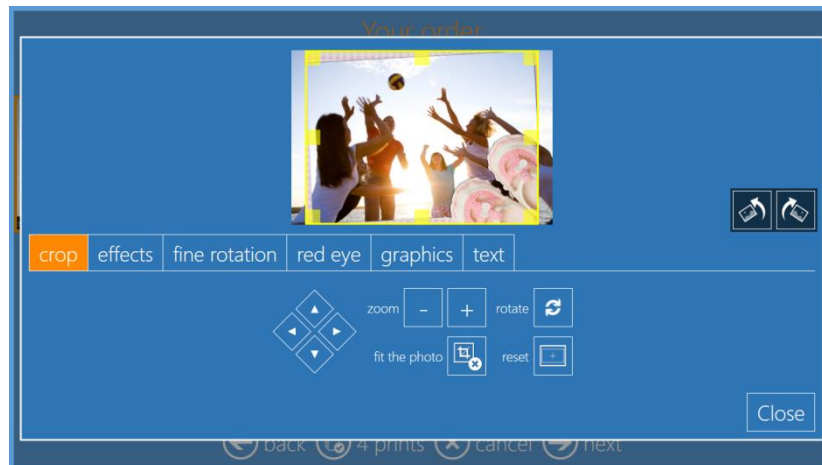 Your order
crop effects fine rotation red eye graphics text
zoom - + rotate
fit the photo reset
Close
back 4 prints cancel next